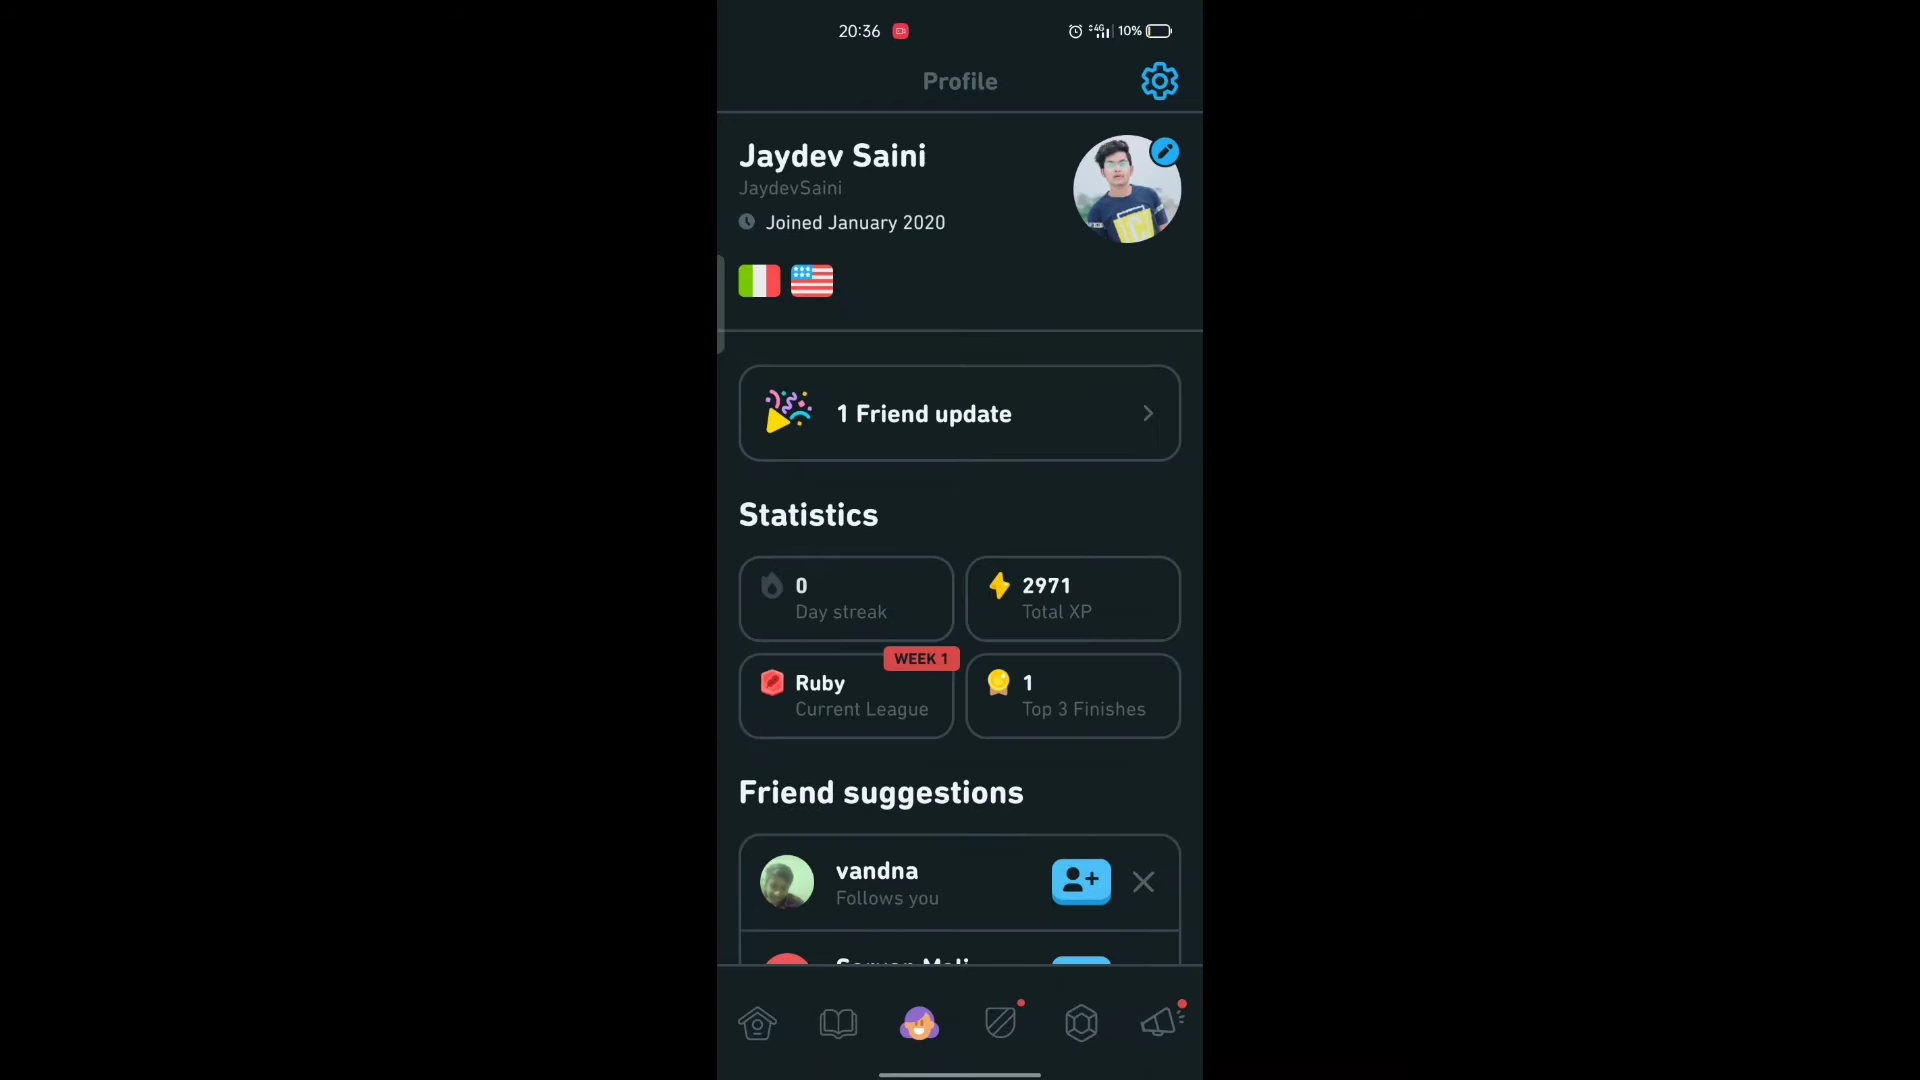 20:36
4G 10%
Profile
Jaydev Saini
JaydevSaini
Joined January 2020
1 Friend update
Statistics
0
Day streak
2971
Total XP
WEEK 1
Ruby
Current League
1
Top 3 Finishes
Friend suggestions
vandna
Follows you